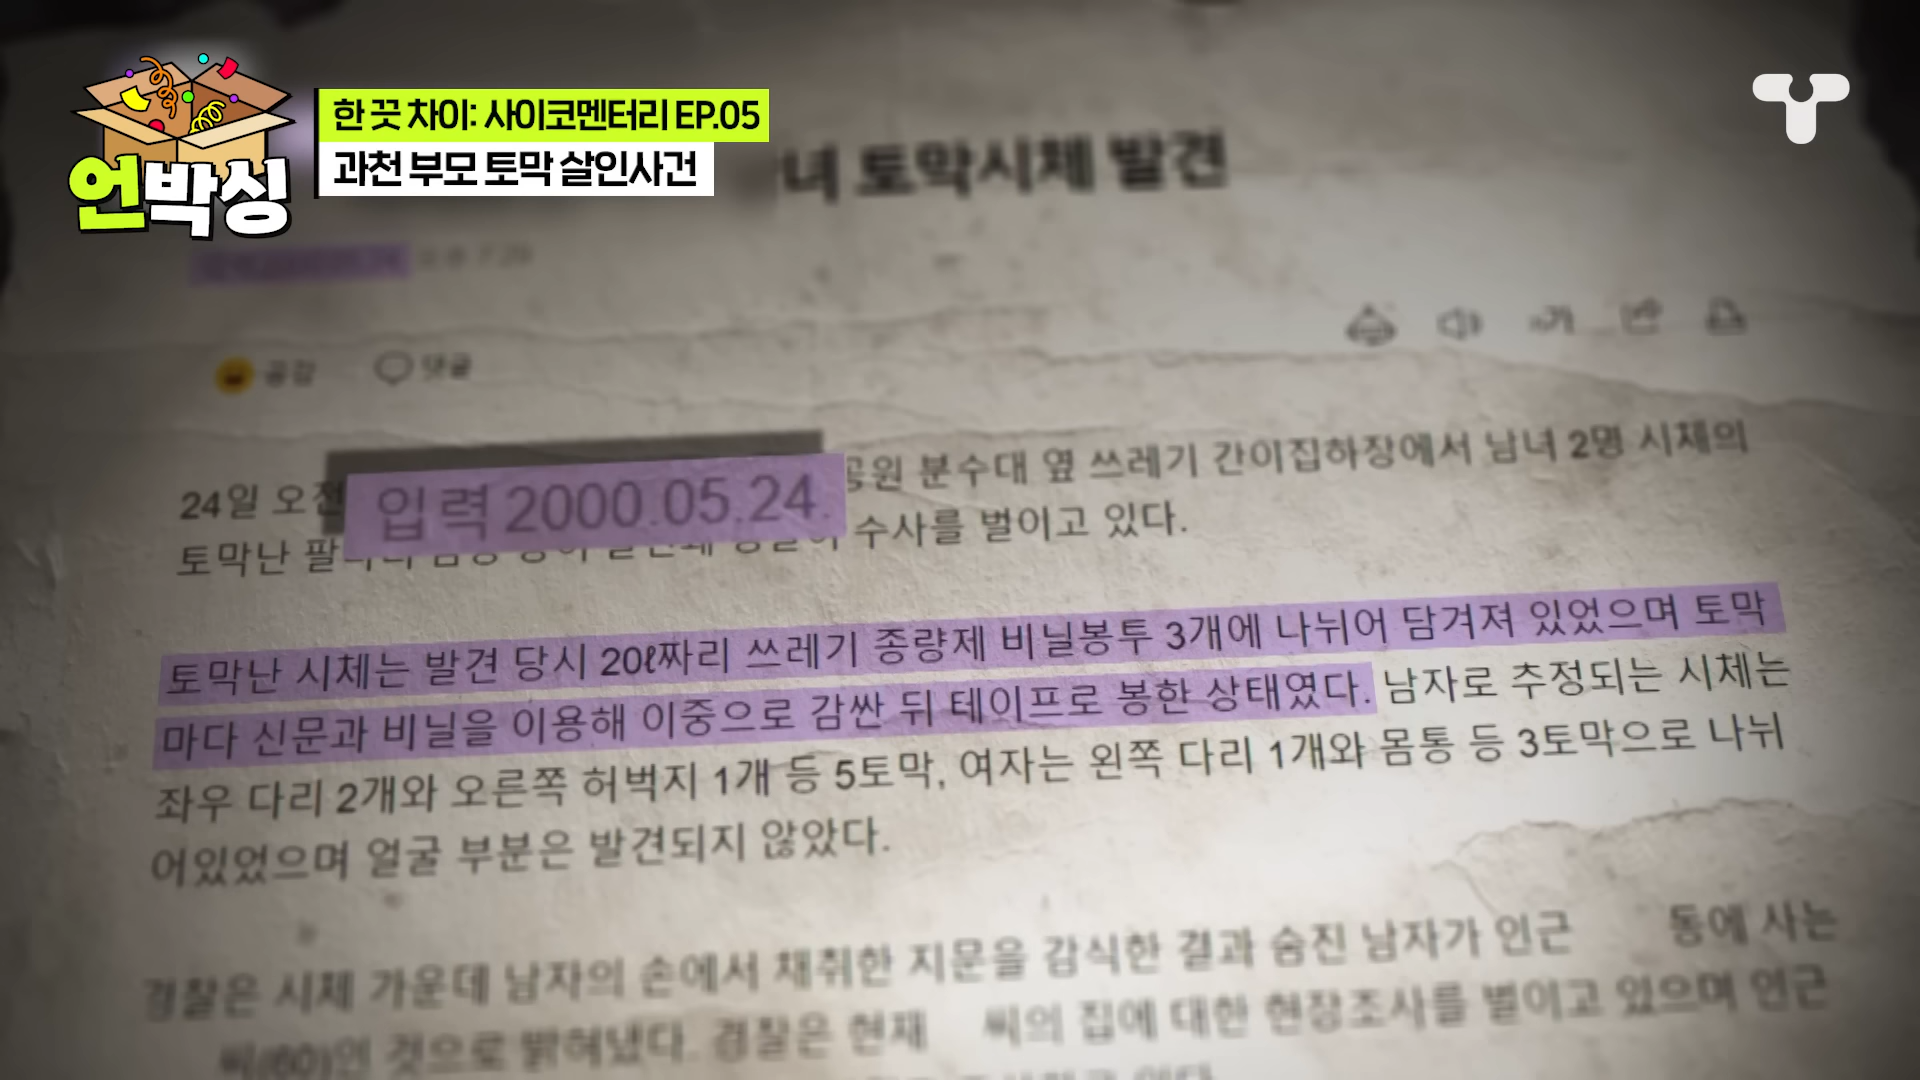 언박싱
한 끗 차이: 사이코멘터리 EP.05
과천 부모 토막 살인사건
녀 토막시체 발견
공감 댓글
24일 오전 공원 분수대 옆 쓰레기 간이집하장에서 남녀 2명 시체의
입력 2000.05.24.
토막난 팔 수사를 벌이고 있다.
토막난 시체는 발견 당시 20ℓ짜리 쓰레기 종량제 비닐봉투 3개에 나뉘어 담겨져 있었으며 토막
마다 신문과 비닐을 이용해 이중으로 감싼 뒤 테이프로 봉한 상태였다. 남자로 추정되는 시체는
좌우 다리 2개와 오른쪽 허벅지 1개 등 5토막, 여자는 왼쪽 다리 1개와 몸통 등 3토막으로 나뉘
어있었으며 얼굴 부분은 발견되지 않았다.
경찰은 시체 가운데 남자의 손에서 채취한 지문을 감식한 결과 숨진 남자가 인근 동에 사는
씨(60)인 것으로 밝혀냈다. 경찰은 현재 씨의 집에 대한 현장조사를 벌이고 있으며 인근